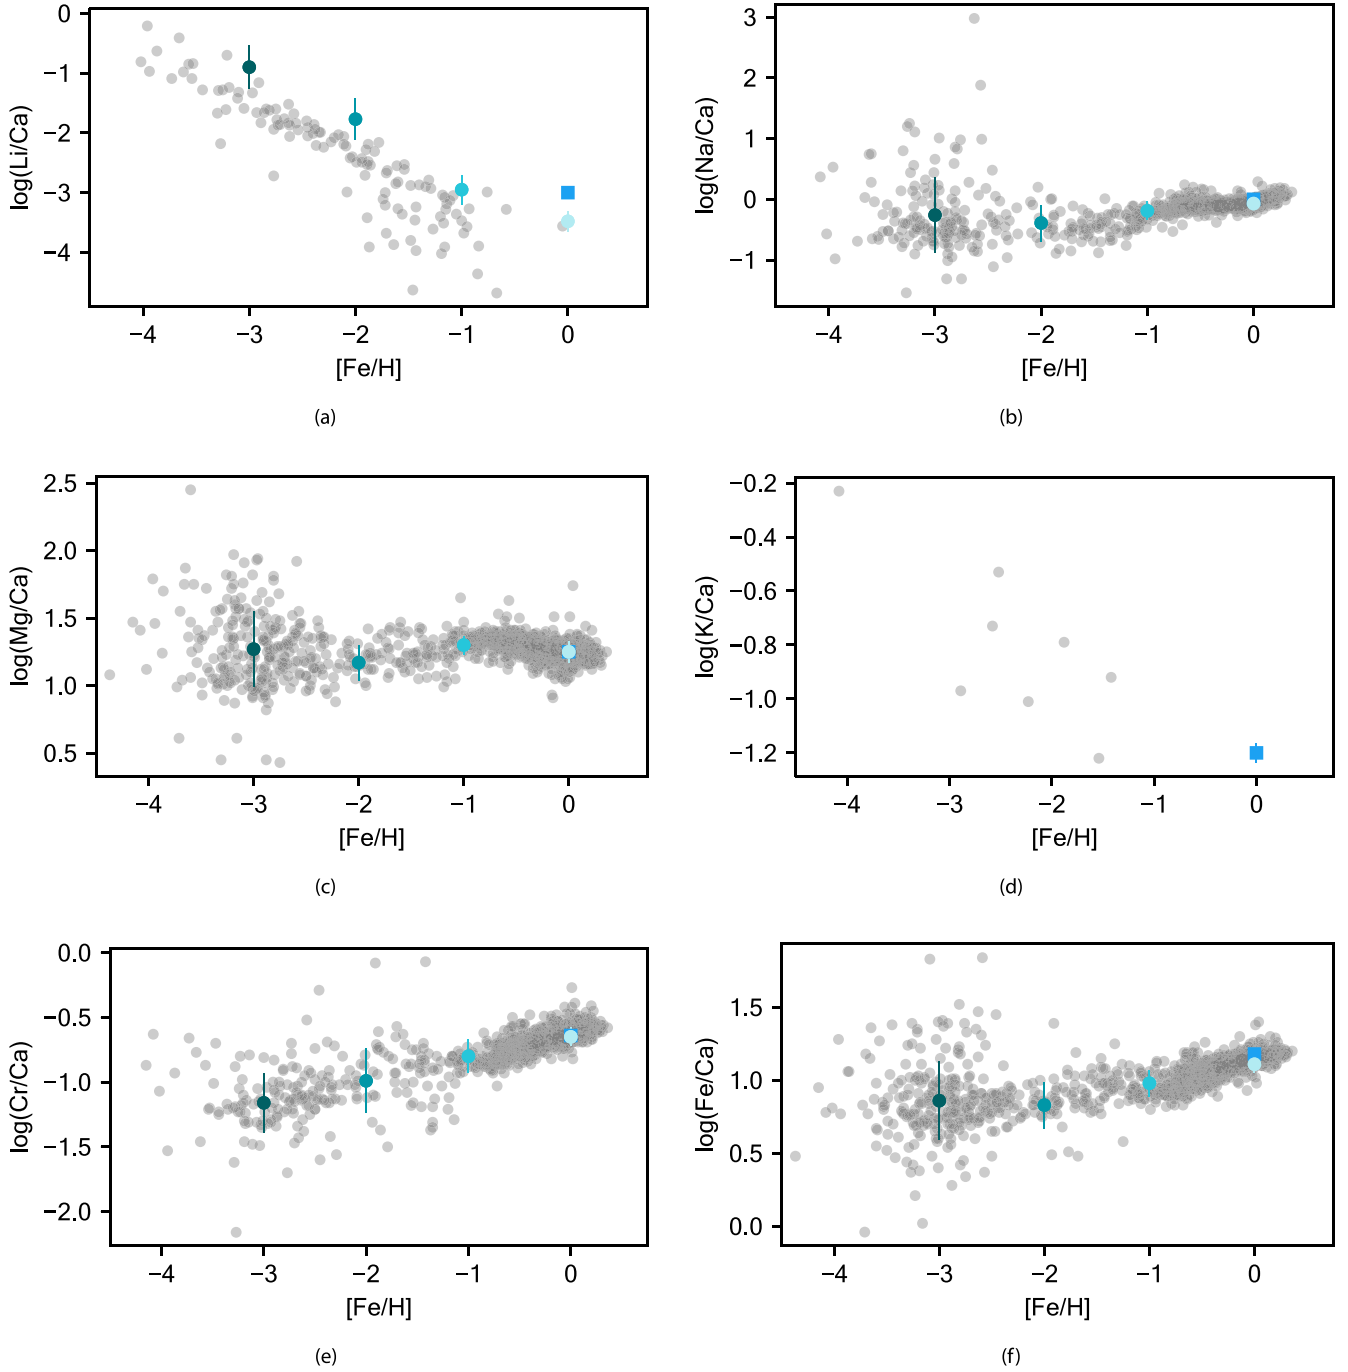 log(Li/Ca)
0
−1
−2
−3
−4
−4 −3 −2 −1 0
[Fe/H]
(a)
log(Na/Ca)
3
2
1
0
−1
−4 −3 −2 −1 0
[Fe/H]
(b)
log(Mg/Ca)
2.5
2.0
1.5
1.0
0.5
−4 −3 −2 −1 0
[Fe/H]
(c)
log(K/Ca)
−0.2
−0.4
−0.6
−0.8
−1.0
−1.2
−4 −3 −2 −1 0
[Fe/H]
(d)
log(Cr/Ca)
0.0
−0.5
−1.0
−1.5
−2.0
−4 −3 −2 −1 0
[Fe/H]
(e)
log(Fe/Ca)
1.5
1.0
0.5
0.0
−4 −3 −2 −1 0
[Fe/H]
(f)